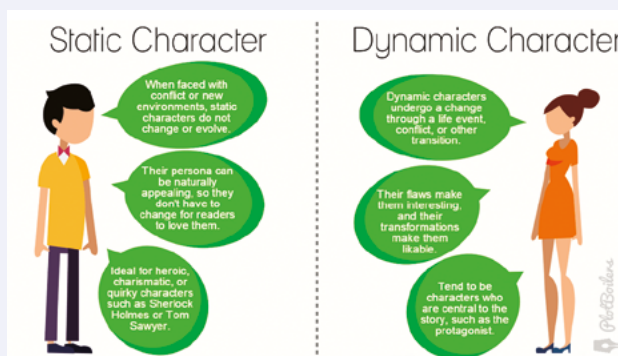 Static Character
When faced with
conflict or new
environments, static
characters do not
change or evolve.
Their persona can
be naturally
appealing, so they
don't have to
change for readers
to love them.
Ideal for heroic,
charismatic, or
quirky characters
such as Sherlock
Holmes or Tom
Sawyer.
Dynamic Character
Dynamic characters
undergo a change
through a life event,
conflict, or other
transition.
Their flaws make
them interesting,
and their
transformations
make them
likable.
Tend to be
characters who
are central to the
story, such as the
protagonist.
PlotBoilers